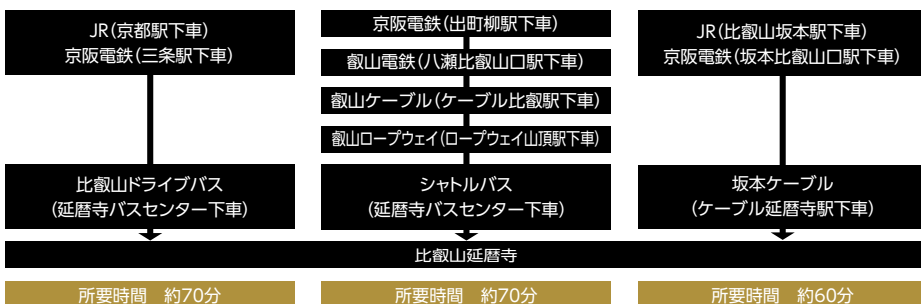 JR(京都駅下車)
京阪電鉄(三条駅下車)
比叡山ドライブバス
(延暦寺バスセンター下車)
京阪電鉄(出町柳駅下車)
叡山電鉄(八瀬比叡山口駅下車)
叡山ケーブル(ケーブル比叡駅下車)
叡山ロープウェイ(ロープウェイ山頂駅下車)
シャトルバス
(延暦寺バスセンター下車)
JR(比叡山坂本駅下車)
京阪電鉄(坂本比叡山口駅下車)
坂本ケーブル
(ケーブル延暦寺駅下車)
比叡山延暦寺
所要時間　約70分
所要時間　約70分
所要時間　約60分